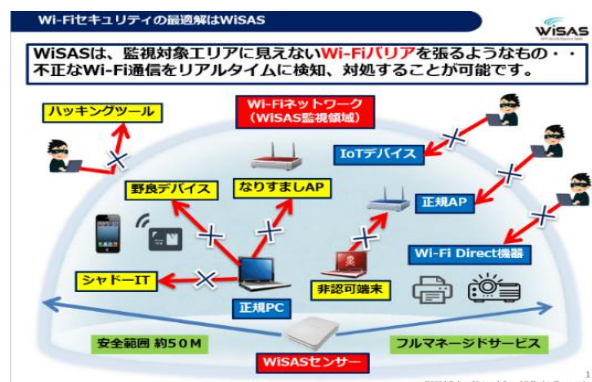 Wi-Fiセキュリティの最適解はWiSAS
WiSAS
WiSASは、監視対象エリアに見えないWi-Fiバリアを張るようなもの・・
不正なWi-Fi通信をリアルタイムに検知、対処することが可能です。
ハッキングツール
Wi-Fiネットワーク
(WiSAS監視領域)
IoTデバイス
野良デバイス
なりすましAP
正規AP
Wi-Fi Direct機器
シャドーIT
非認可端末
正規PC
安全範囲 約50M
フルマネージドサービス
WiSASセンサー
1